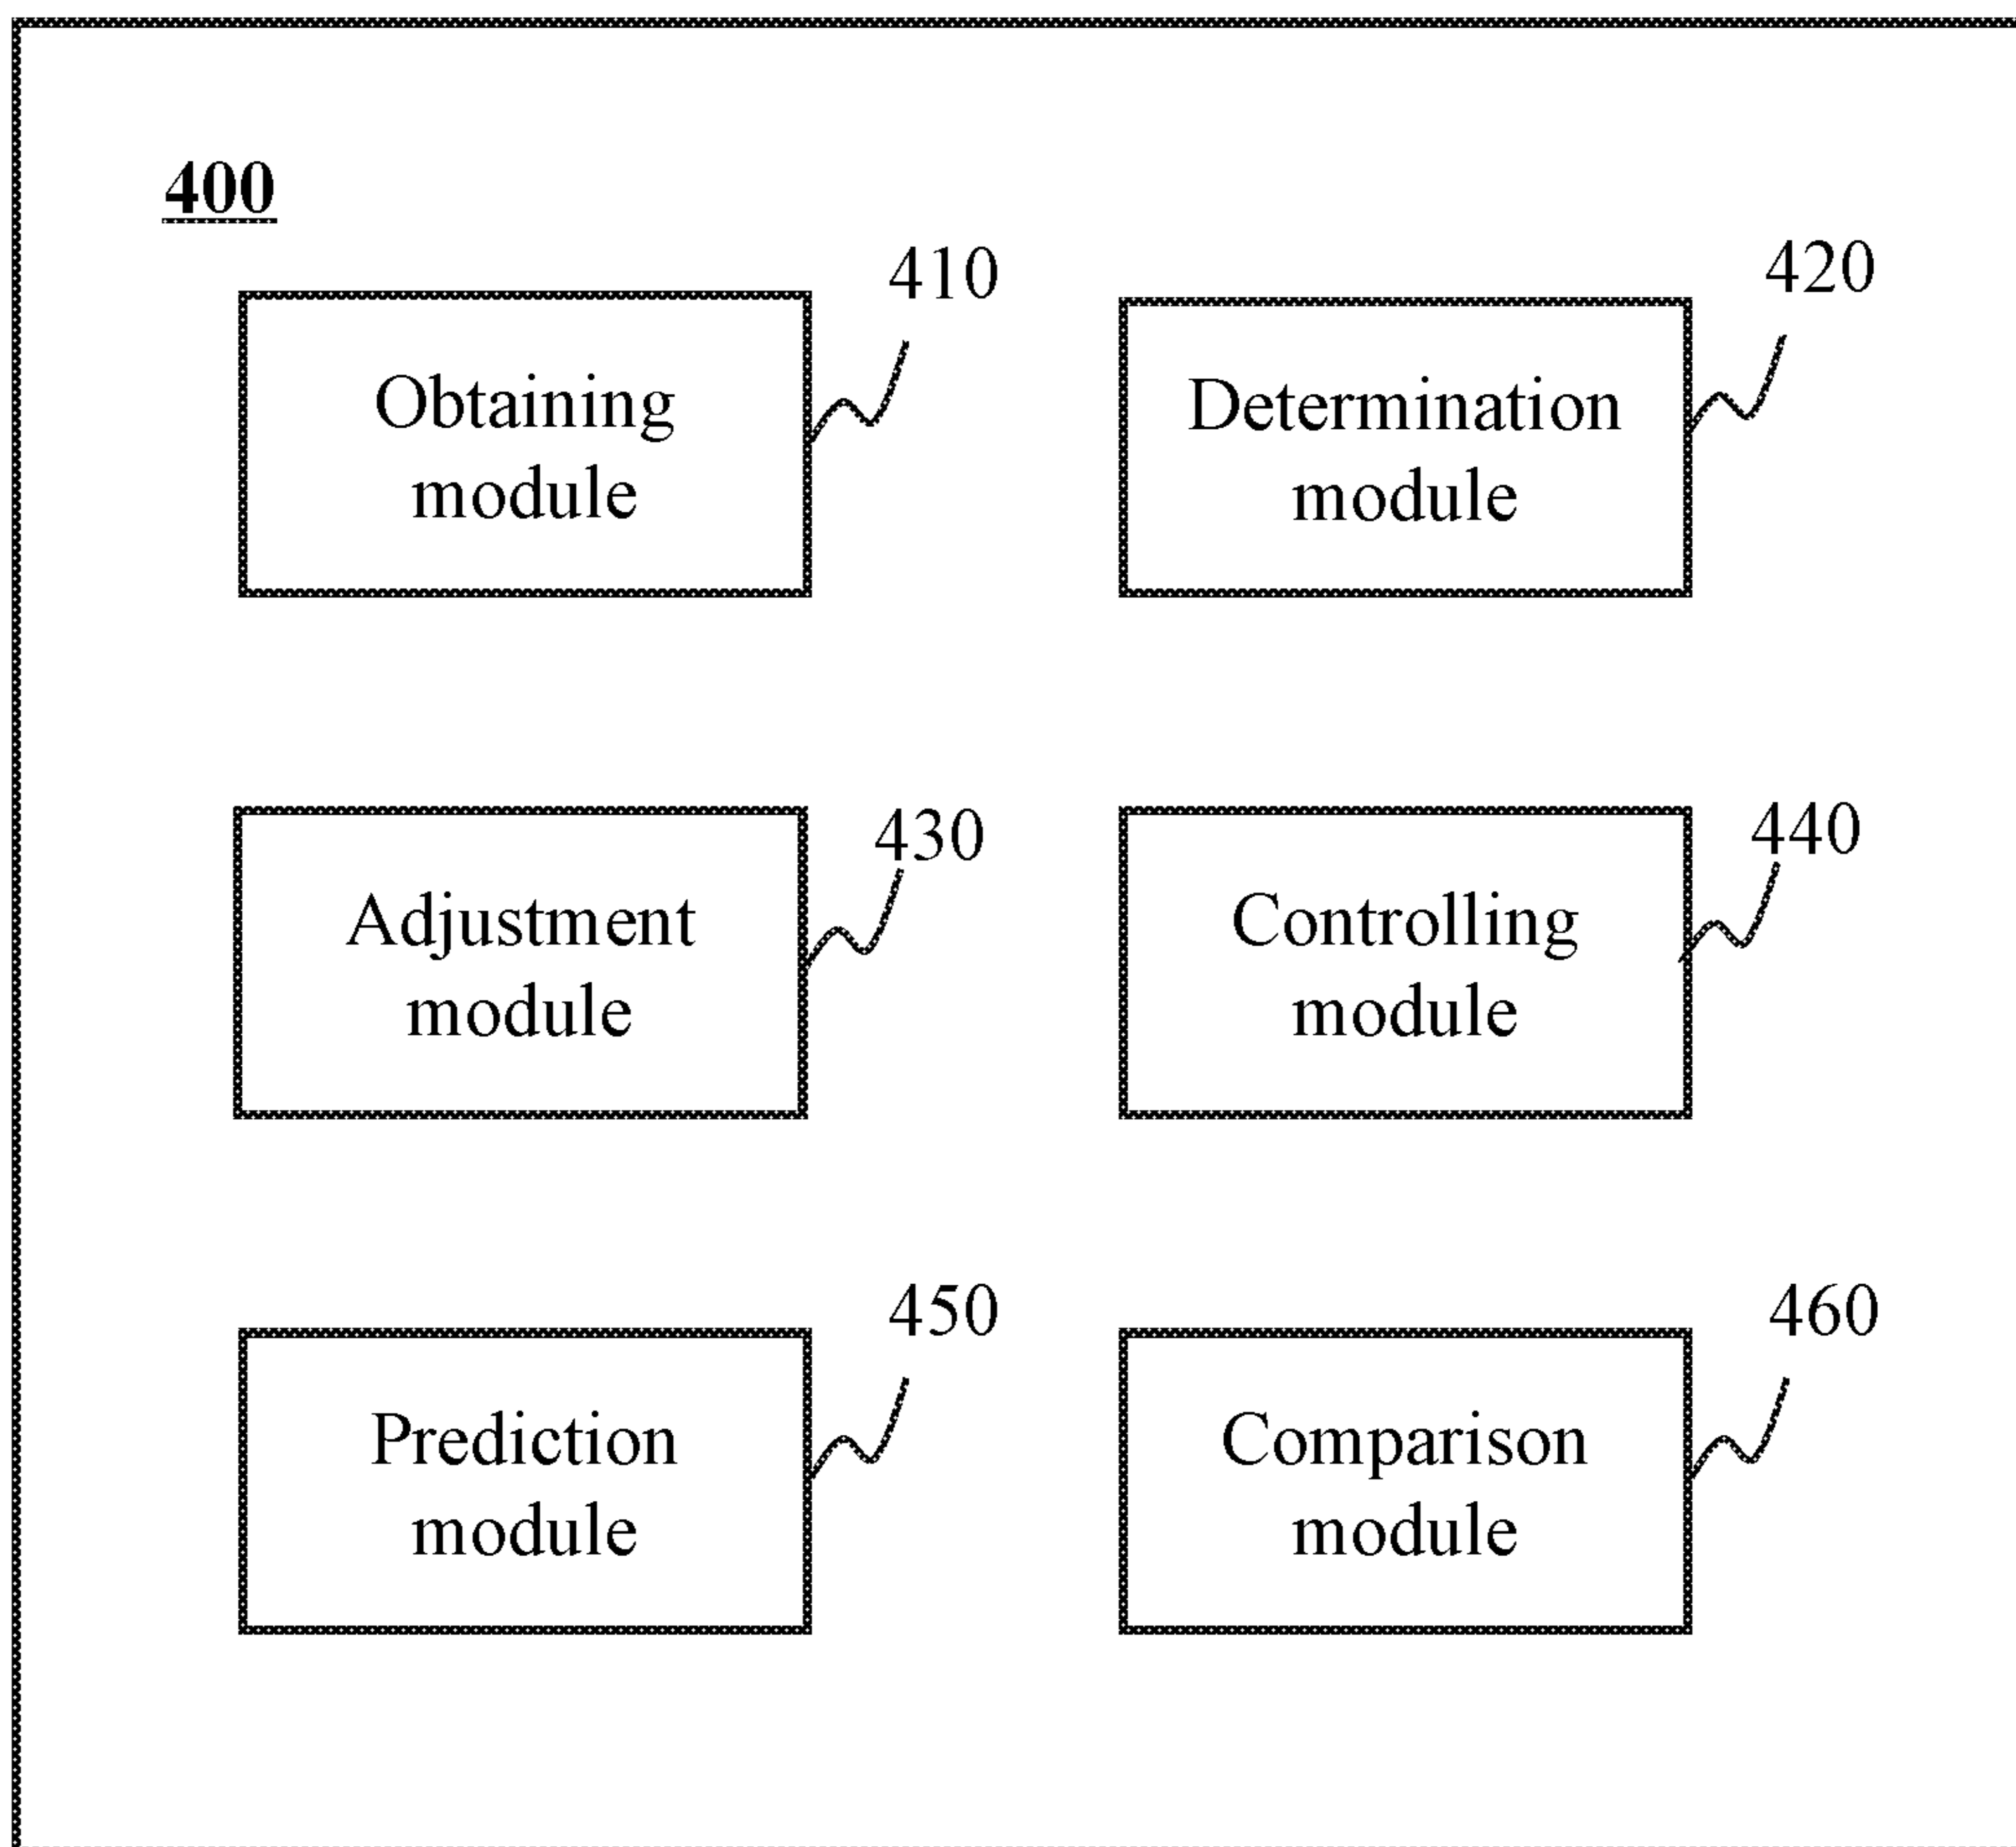 400
410
420
Obtaining
module
Determination
module
430
440
Adjustment
module
Controlling
module
450
460
Prediction
module
Comparison
module